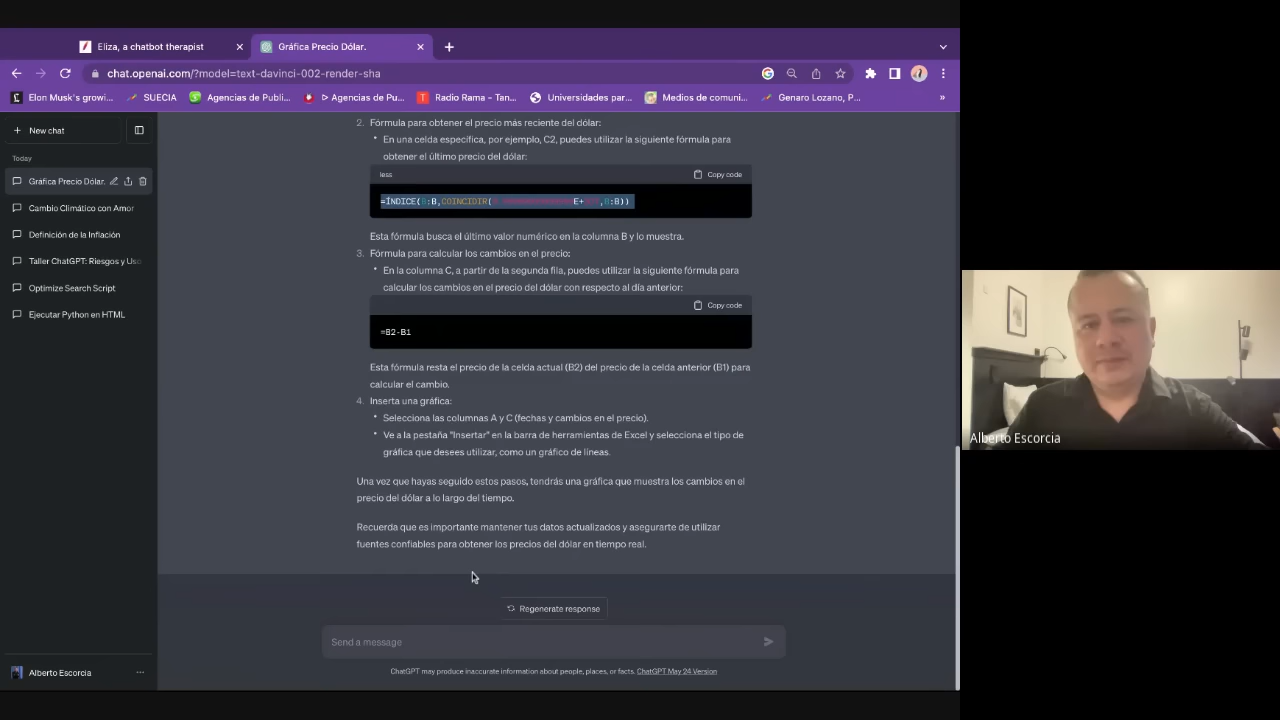 Eliza, a chatbot therapist
Gráfica Precio Dólar.
chat.openai.com/?model=text-davinci-002-render-sha
Elon Musk's growi...
SUECIA
Agencias de Publi...
Agencias de Pu...
Radio Rama – Tan...
Universidades par...
Medios de comuni...
Genaro Lozano, P...
»
New chat
Today
Gráfica Precio Dólar.
Cambio Climático con Amor
Definición de la Inflación
Taller ChatGPT: Riesgos y Uso
Optimize Search Script
Ejecutar Python en HTML
Alberto Escorcia
2. Fórmula para obtener el precio más reciente del dólar:
• En una celda específica, por ejemplo, C2, puedes utilizar la siguiente fórmula para
obtener el último precio del dólar:
less
Copy code
=ÍNDICE(B:B,COINCIDIR( E+ ,B:B))
Esta fórmula busca el último valor numérico en la columna B y lo muestra.
3. Fórmula para calcular los cambios en el precio:
• En la columna C, a partir de la segunda fila, puedes utilizar la siguiente fórmula para
calcular los cambios en el precio del dólar con respecto al día anterior:
Copy code
=B2-B1
Esta fórmula resta el precio de la celda actual (B2) del precio de la celda anterior (B1) para
calcular el cambio.
4. Inserta una gráfica:
• Selecciona las columnas A y C (fechas y cambios en el precio).
• Ve a la pestaña "Insertar" en la barra de herramientas de Excel y selecciona el tipo de
gráfica que desees utilizar, como un gráfico de líneas.
Una vez que hayas seguido estos pasos, tendrás una gráfica que muestra los cambios en el
precio del dólar a lo largo del tiempo.
Recuerda que es importante mantener tus datos actualizados y asegurarte de utilizar
fuentes confiables para obtener los precios del dólar en tiempo real.
Regenerate response
Send a message
ChatGPT may produce inaccurate information about people, places, or facts. ChatGPT May 24 Version
Alberto Escorcia